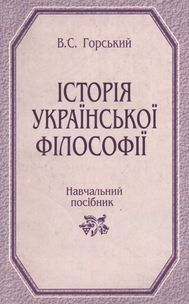 В.С. Горський
ІСТОРІЯ
УКРАЇНСЬКОЇ
ФІЛОСОФІЇ
Навчальний
посібник